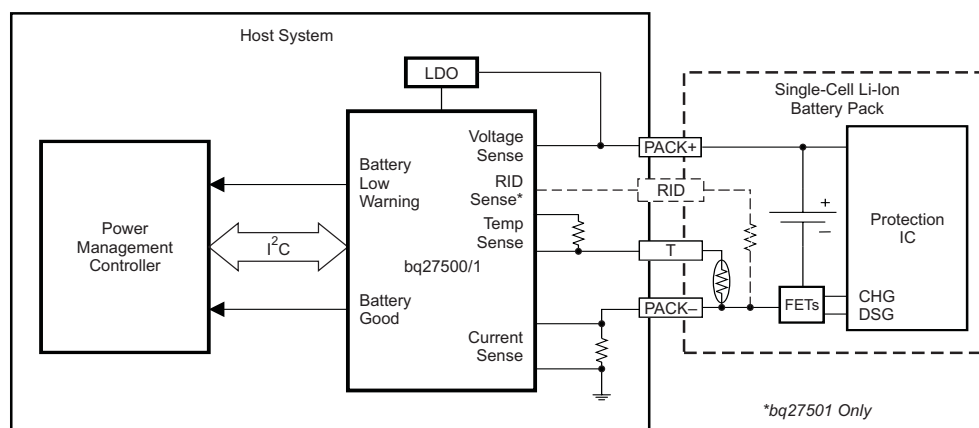 Host System
LDO
Single-Cell Li-Ion
Battery Pack
Voltage
Sense
PACK+
Battery
Low
Warning
RID
Sense*
RID
Power
Management
Controller
I²C
Temp
Sense
T
bq27500/1
+
–
Protection
IC
Battery
Good
PACK–
FETs
CHG
DSG
Current
Sense
*bq27501 Only